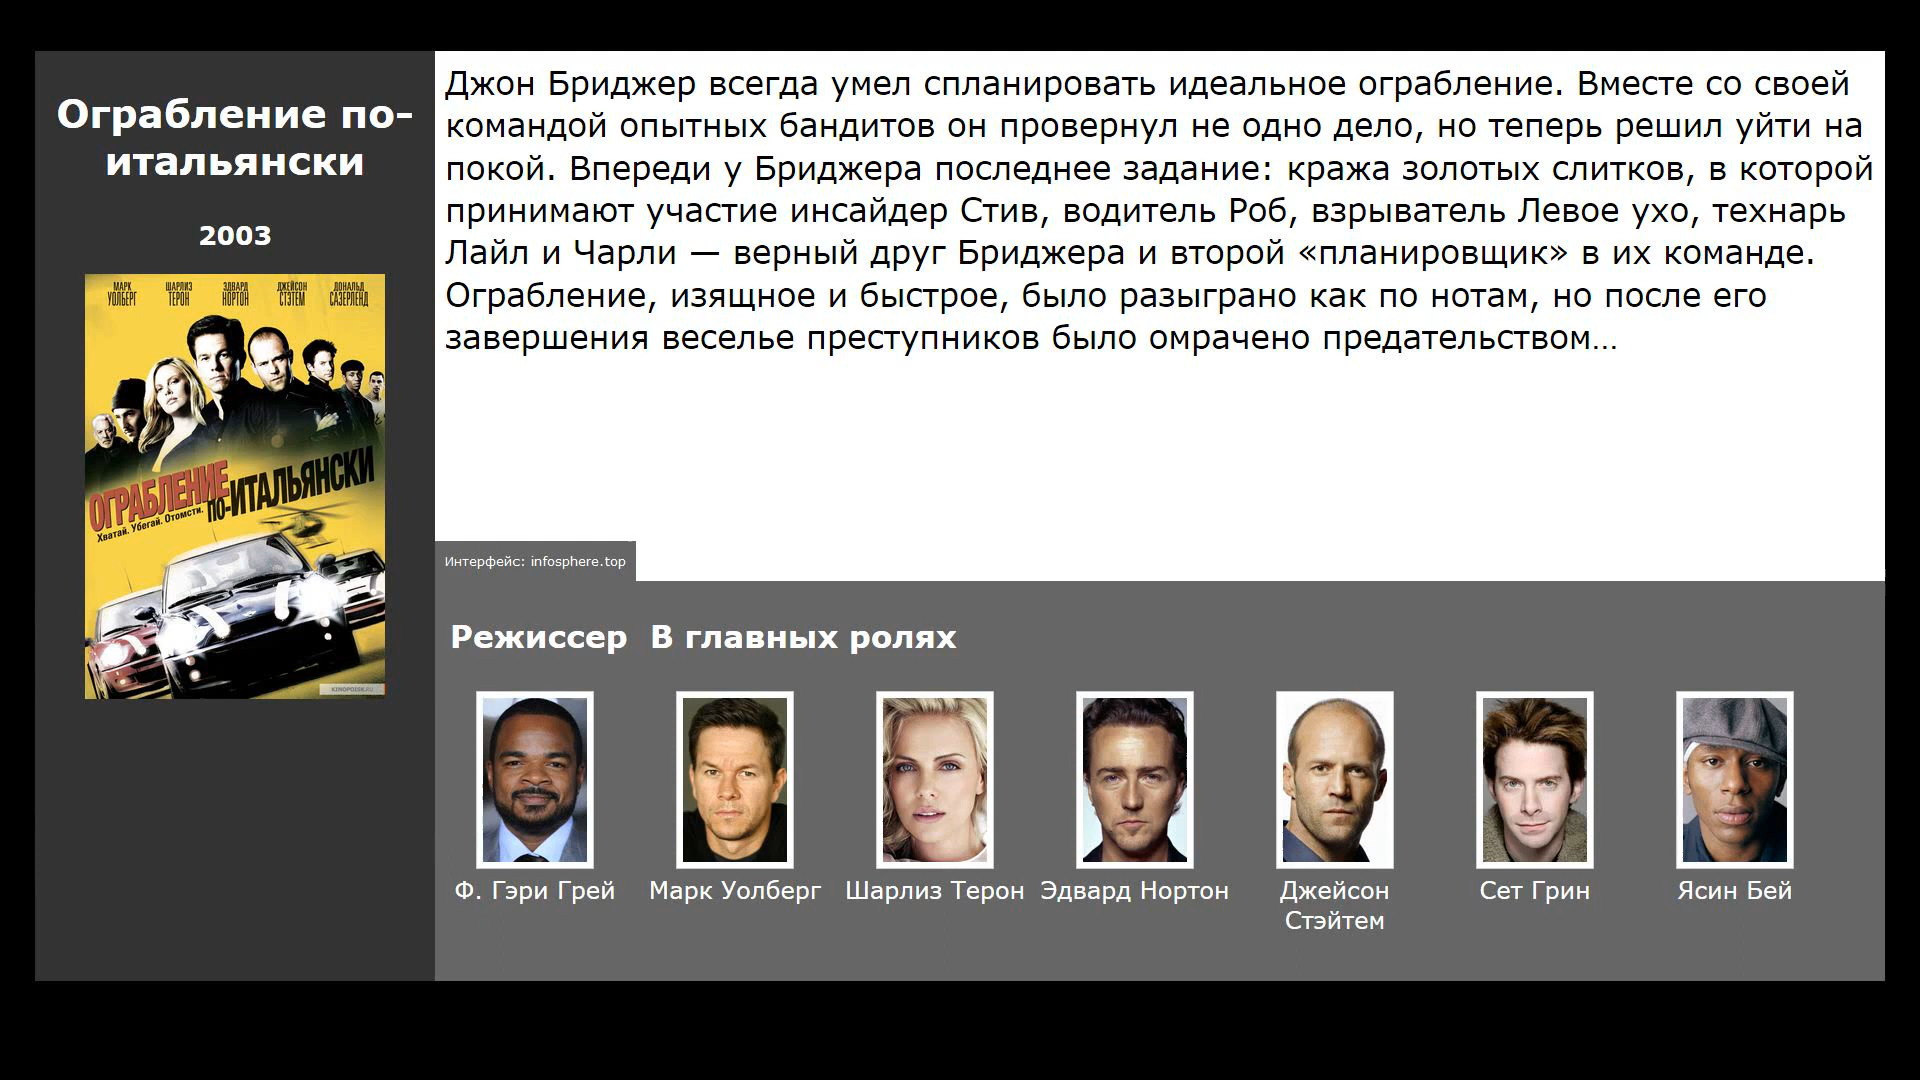 Ограбление по-
итальянски
2003
МАРК
УОЛБЕРГ
ШАРЛИЗ
ТЕРОН
ЭДВАРД
НОРТОН
ДЖЕЙСОН
СТЭТЕМ
ДОНАЛЬД
САЗЕРЛЕНД
ОГРАБЛЕНИЕ
ПО-ИТАЛЬЯНСКИ
Хватай. Убегай. Отомсти.
KINOPOISK.RU
Джон Бриджер всегда умел спланировать идеальное ограбление. Вместе со своей
командой опытных бандитов он провернул не одно дело, но теперь решил уйти на
покой. Впереди у Бриджера последнее задание: кража золотых слитков, в которой
принимают участие инсайдер Стив, водитель Роб, взрыватель Левое ухо, технарь
Лайл и Чарли — верный друг Бриджера и второй «планировщик» в их команде.
Ограбление, изящное и быстрое, было разыграно как по нотам, но после его
завершения веселье преступников было омрачено предательством…
Интерфейс: infosphere.top
Режиссер В главных ролях
Ф. Гэри Грей
Марк Уолберг
Шарлиз Терон
Эдвард Нортон
Джейсон
Стэйтем
Сет Грин
Ясин Бей